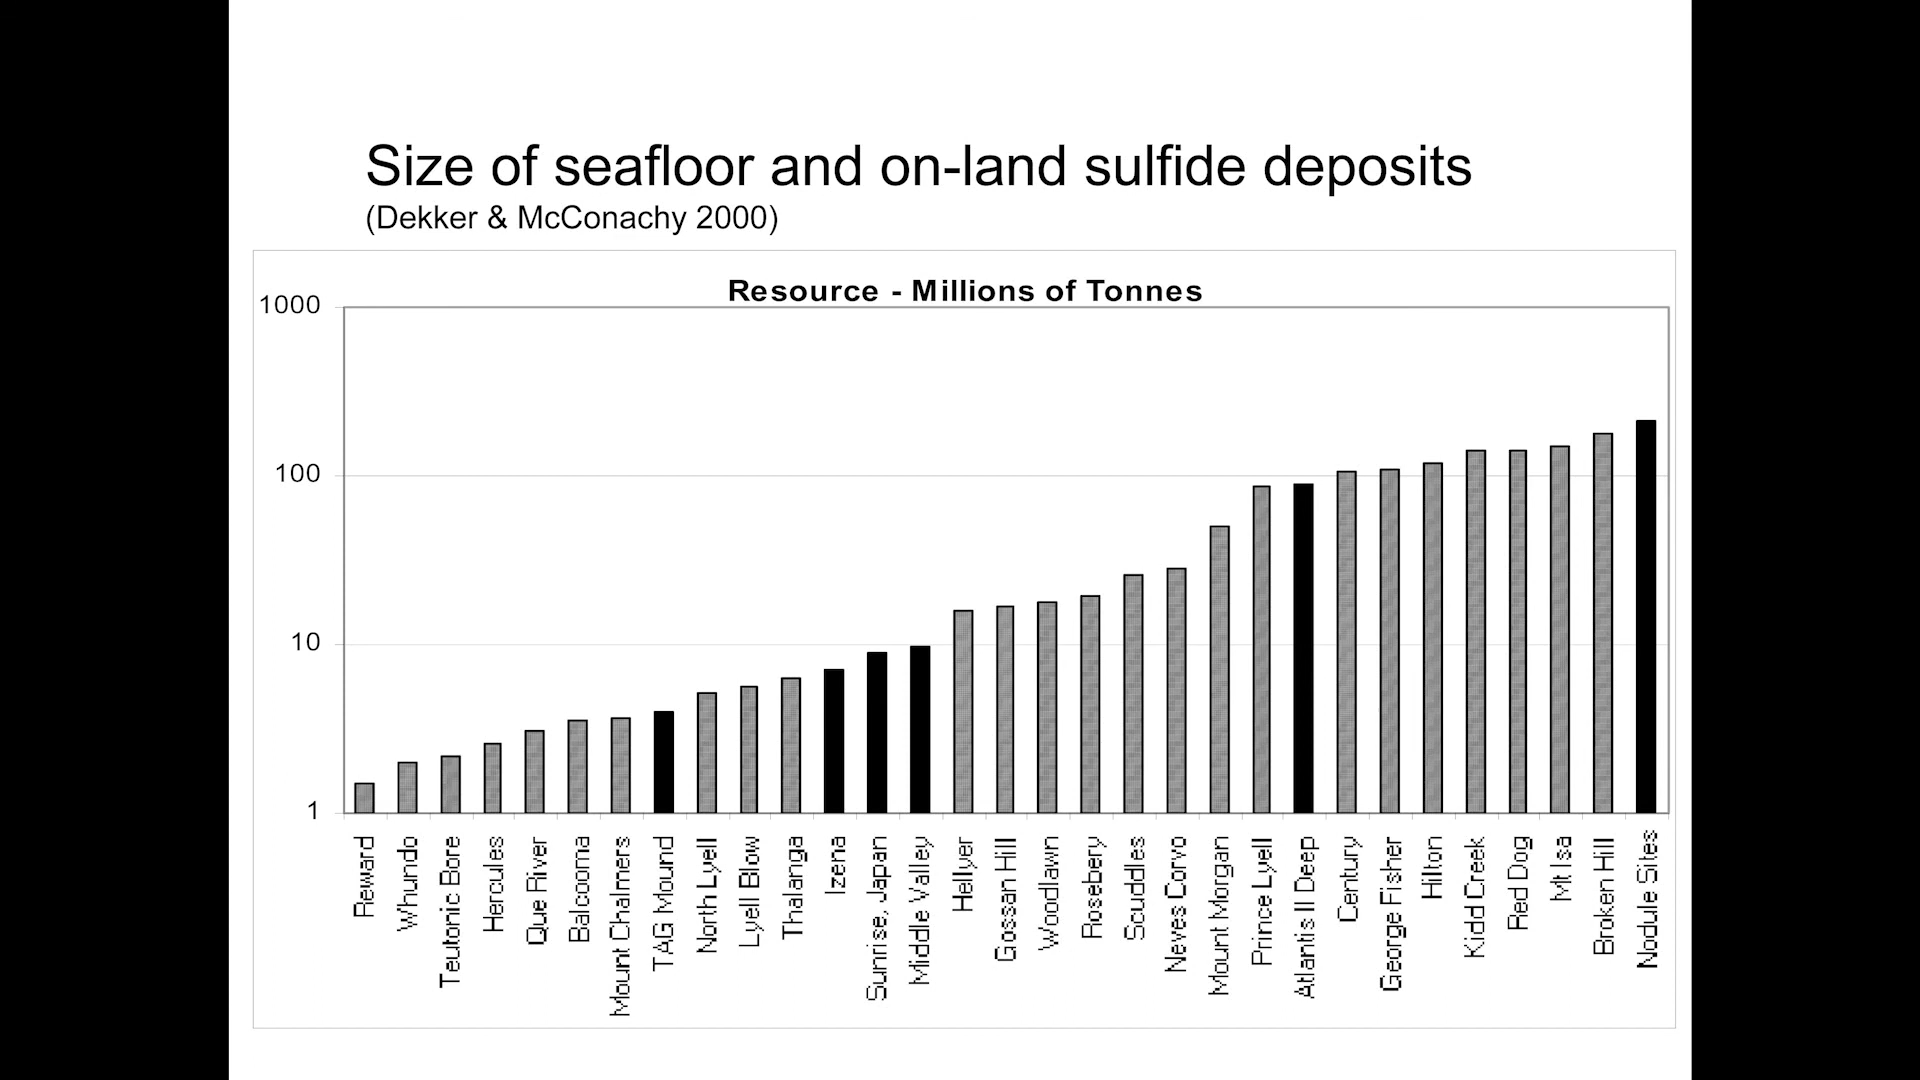 Size of seafloor and on-land sulfide deposits
(Dekker & McConachy 2000)
Resource - Millions of Tonnes
1000
100
10
1
Reward
Whundo
Teutonic Bore
Hercules
Que River
Balcooma
Mount Chalmers
TAG Mound
North Lyell
Lyell Blow
Thalanga
Izena
Sunrise, Japan
Middle Valley
Hellyer
Gossan Hill
Woodlawn
Rosebery
Scuddles
Neves Corvo
Mount Morgan
Prince Lyell
Atlantis II Deep
Century
George Fisher
Hilton
Kidd Creek
Red Dog
Mt Isa
Broken Hill
Nodule Sites